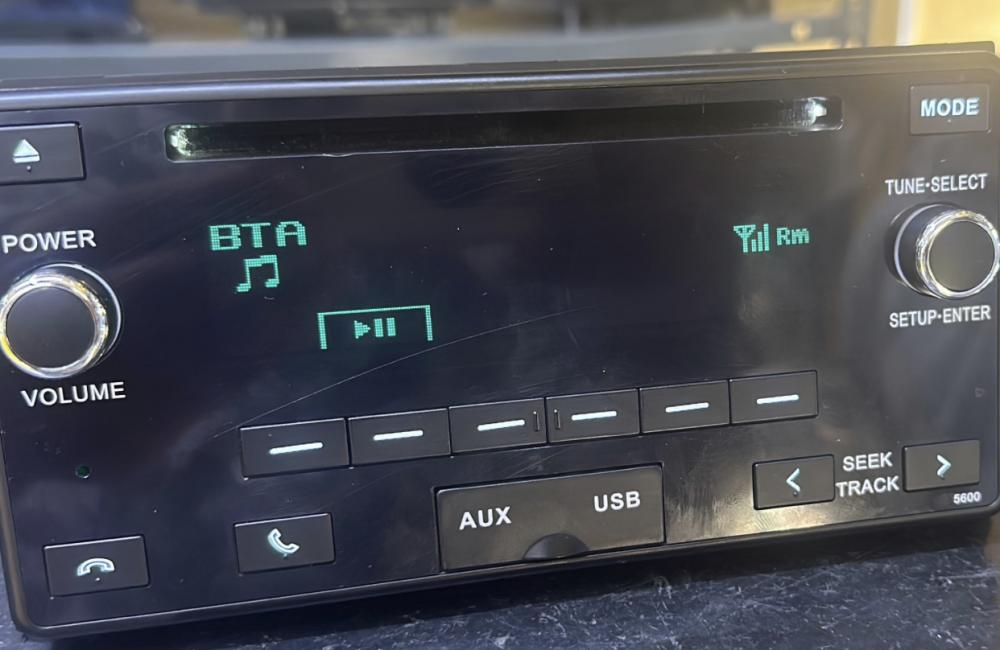 MODE
TUNE•SELECT
POWER
BTA
Rm
SETUP•ENTER
VOLUME
SEEK
TRACK
5600
AUX USB